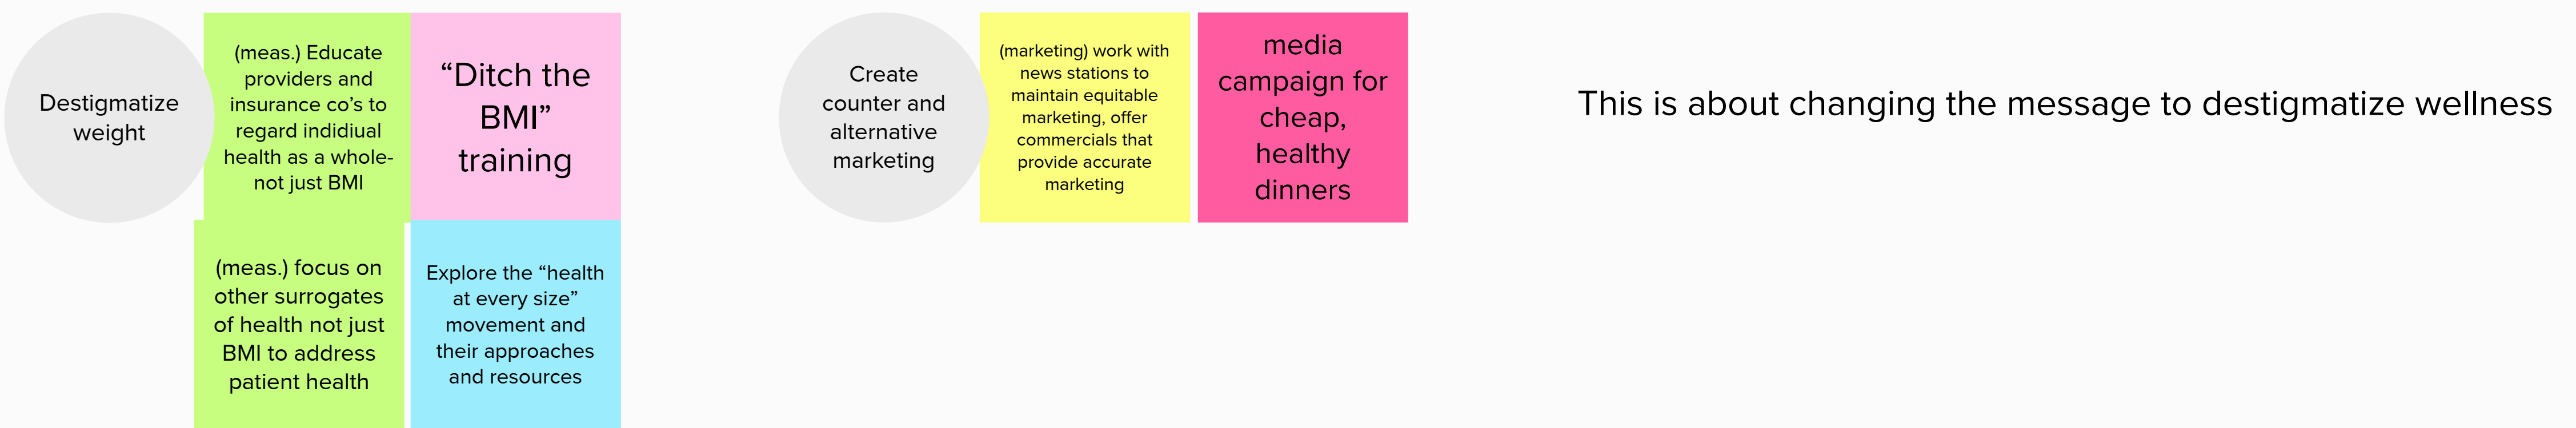 Destigmatize
weight
(meas.) Educate
providers and
insurance co’s to
regard indidiual
health as a whole-
not just BMI
“Ditch the
BMI”
training
(meas.) focus on
other surrogates
of health not just
BMI to address
patient health
Explore the “health
at every size”
movement and
their approaches
and resources
Create
counter and
alternative
marketing
(marketing) work with
news stations to
maintain equitable
marketing, offer
commercials that
provide accurate
marketing
media
campaign for
cheap,
healthy
dinners
This is about changing the message to destigmatize wellness